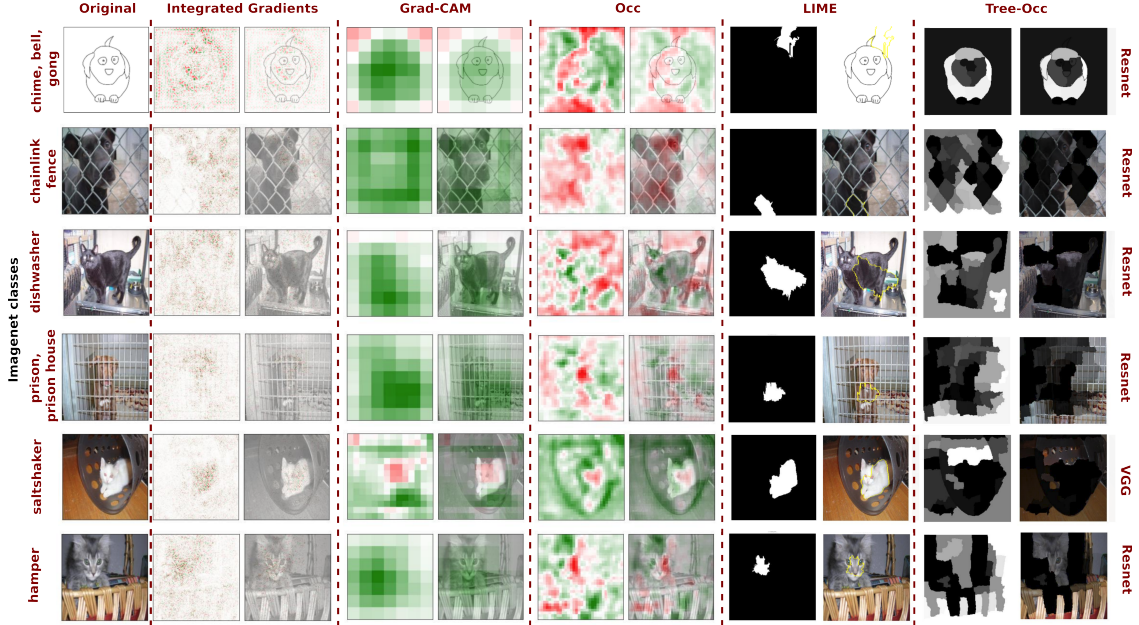 Original Integrated Gradients Grad-CAM Occ LIME Tree-Occ
Imagenet classes
chime, bell,
gong
Resnet
chainlink
fence
Resnet
dishwasher
Resnet
prison,
prison house
Resnet
saltshaker
VGG
hamper
Resnet